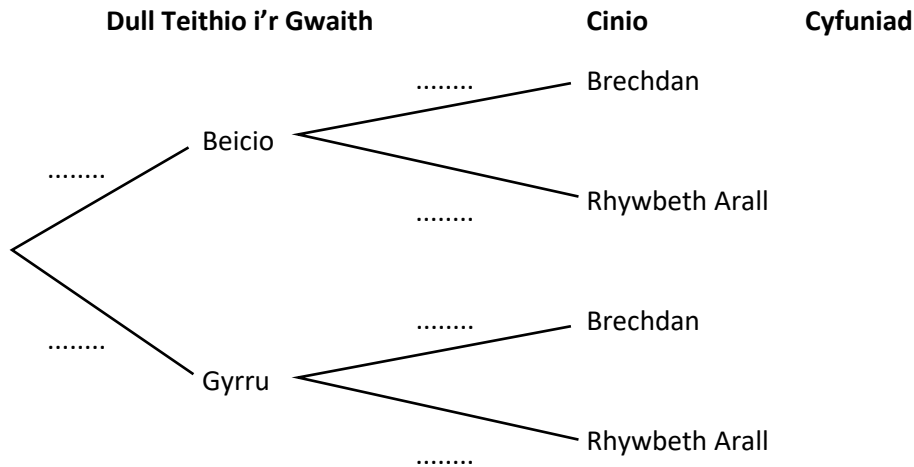 Dull Teithio i'r Gwaith Cinio Cyfuniad
........ Brechdan
Beicio
........
Rhywbeth Arall
........
........ Brechdan
........
Gyrru
Rhywbeth Arall
........